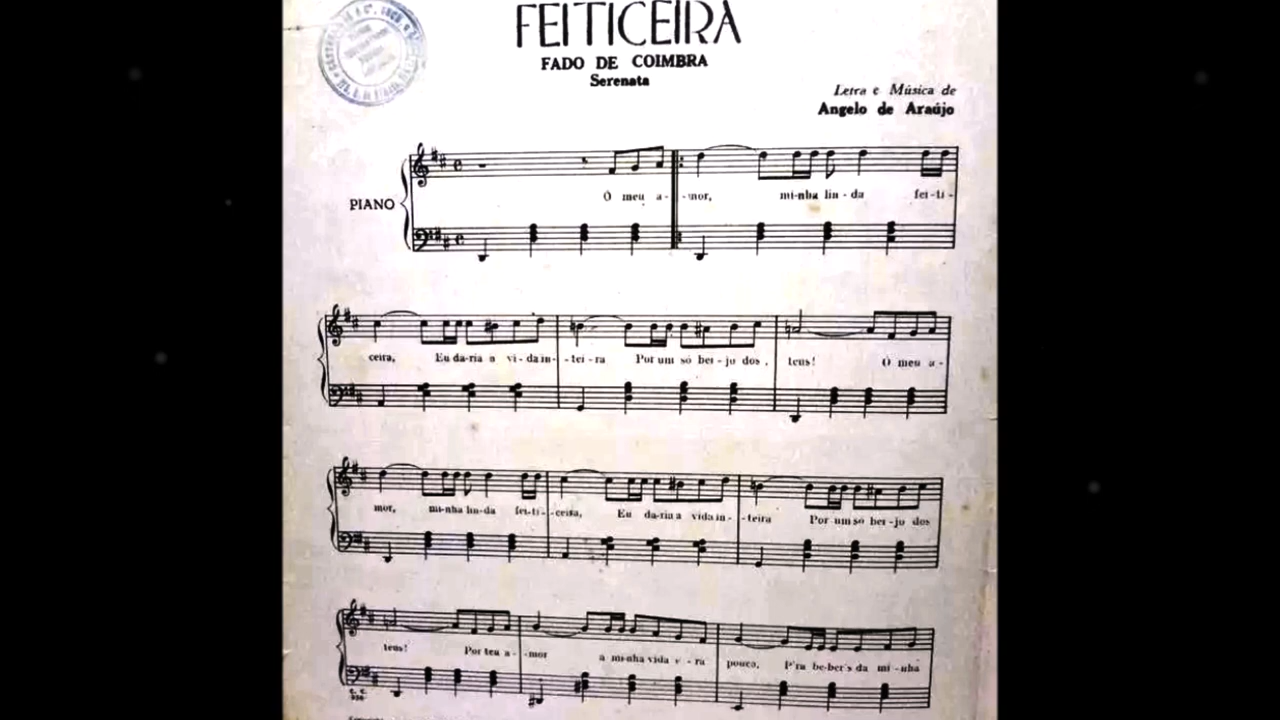 FEITICEIRA
FADO DE COIMBRA
Serenata
Letra e Música de
Angelo de Araújo
PIANO
Ó meu a- -mor, mi-nha lin-da fei-ti-
ceira, Eu da-ria a vi-da in- -tei-ra Por um só bei-jo dos teus! Ó meu a-
mor, mi-nha lin-da fei-ti- -ceira, Eu da-ria a vida in- -teira Por um só bei-jo dos
teus! Por teu a- -mor a mi-nha vida e-ra pouco, P'ra be-ber's da mi-nha